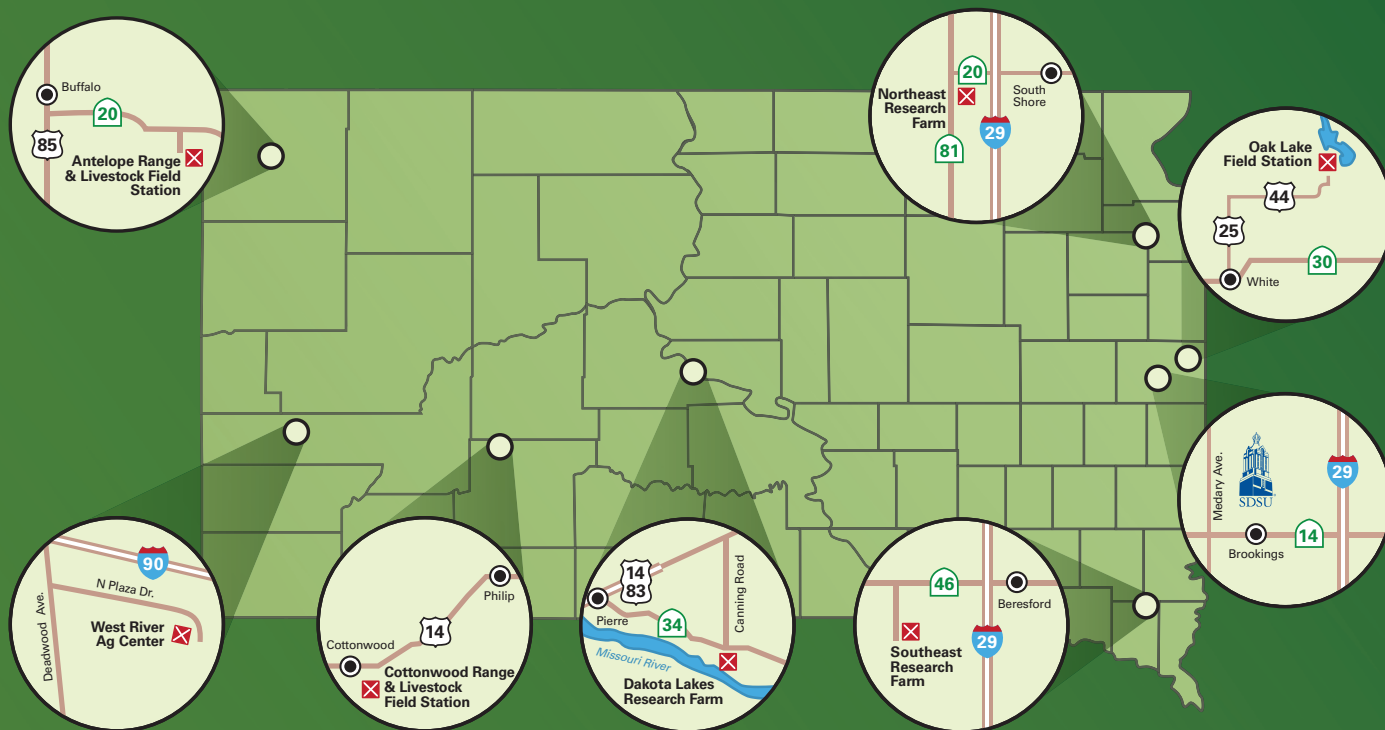 Buffalo
20
85
Antelope Range
& Livestock Field
Station
20
Northeast
Research
Farm
South
Shore
29
81
Oak Lake
Field Station
44
25
30
White
Medary Ave.
SDSU
29
14
Brookings
90
N Plaza Dr.
Deadwood Ave.
West River
Ag Center
Philip
14
Cottonwood
Cottonwood Range
& Livestock
Field Station
14
83
Pierre
34
Canning Road
Missouri River
Dakota Lakes
Research Farm
46
Beresford
29
Southeast
Research
Farm